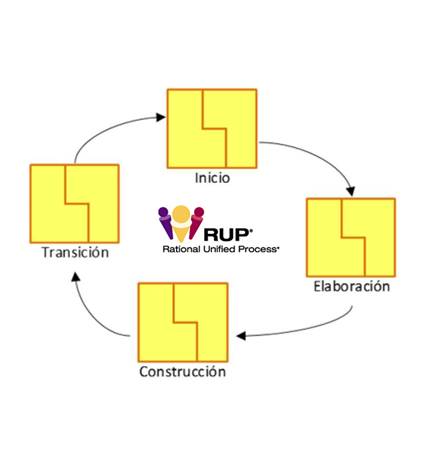 Inicio
Transición
RUP®
Rational Unified Process®
Elaboración
Construcción